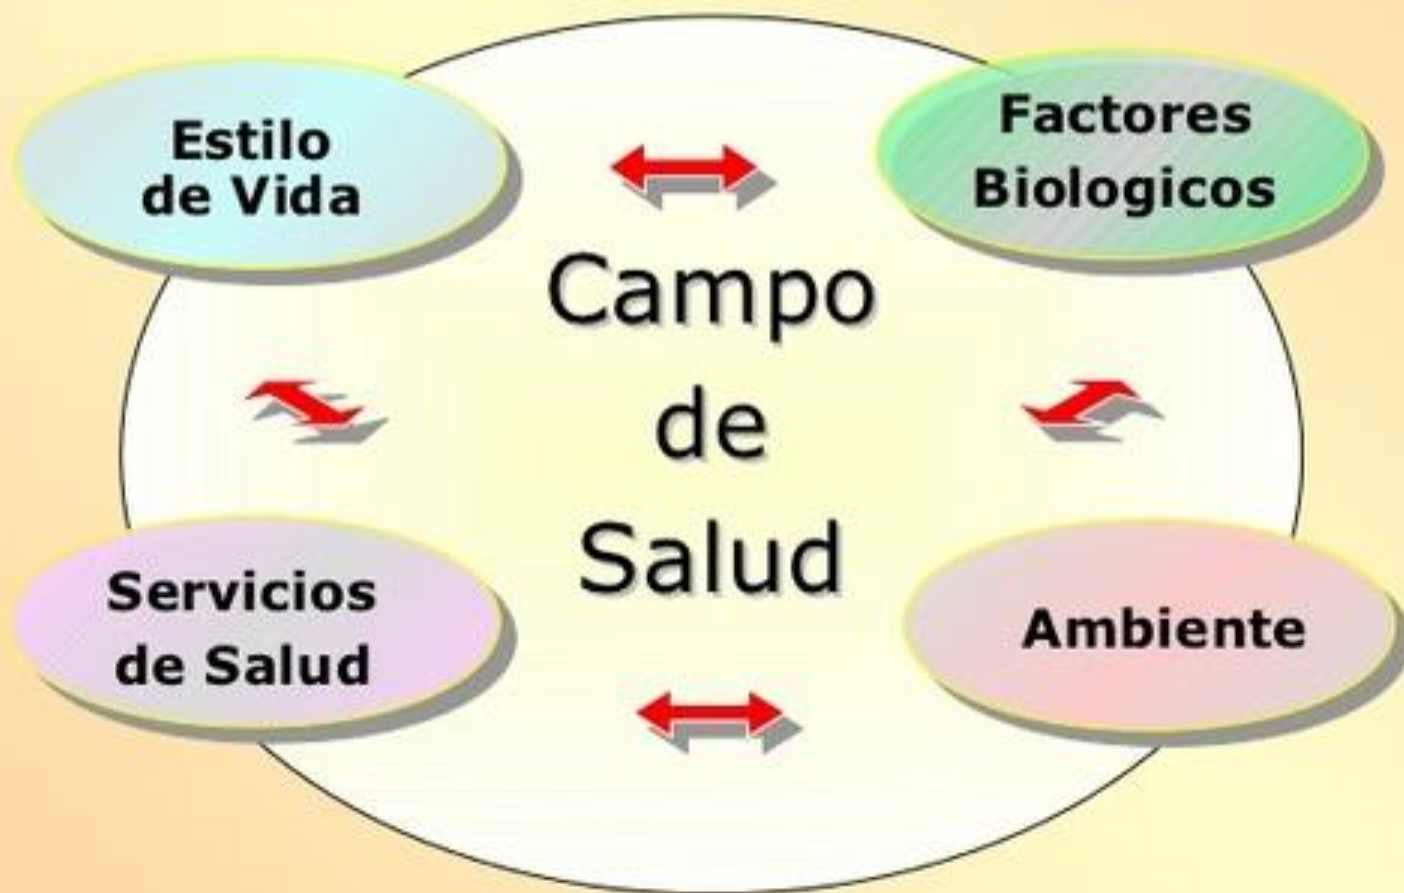 Estilo
de Vida
Factores
Biologicos
Campo
de
Salud
Servicios
de Salud
Ambiente